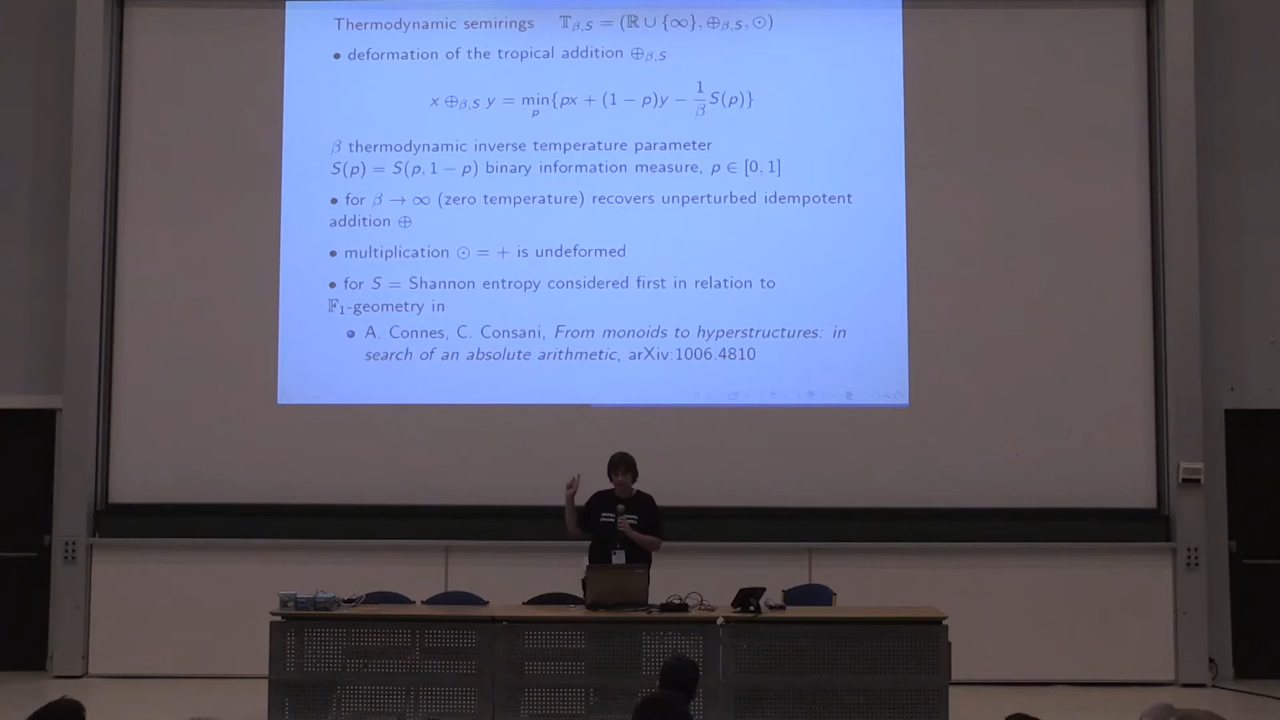 Thermodynamic semirings 𝕋β,S = (ℝ ∪ {∞}, ⊕β,S, ⊙)
• deformation of the tropical addition ⊕β,S
x ⊕β,S y = min_p{px + (1 − p)y − 1/β S(p)}
β thermodynamic inverse temperature parameter
S(p) = S(p, 1 − p) binary information measure, p ∈ [0, 1]
• for β → ∞ (zero temperature) recovers unperturbed idempotent
addition ⊕
• multiplication ⊙ = + is undeformed
• for S = Shannon entropy considered first in relation to
𝔽₁-geometry in
• A. Connes, C. Consani, From monoids to hyperstructures: in
search of an absolute arithmetic, arXiv:1006.4810